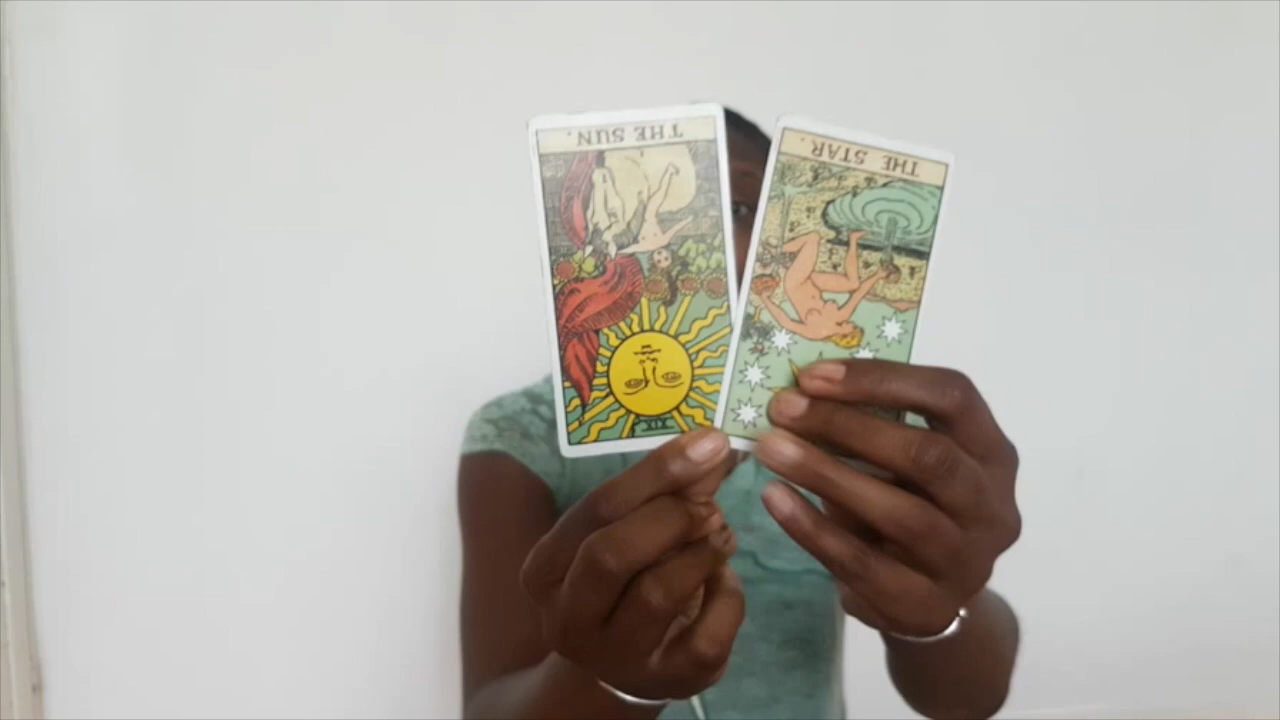 THE SUN.
THE STAR.
XIX